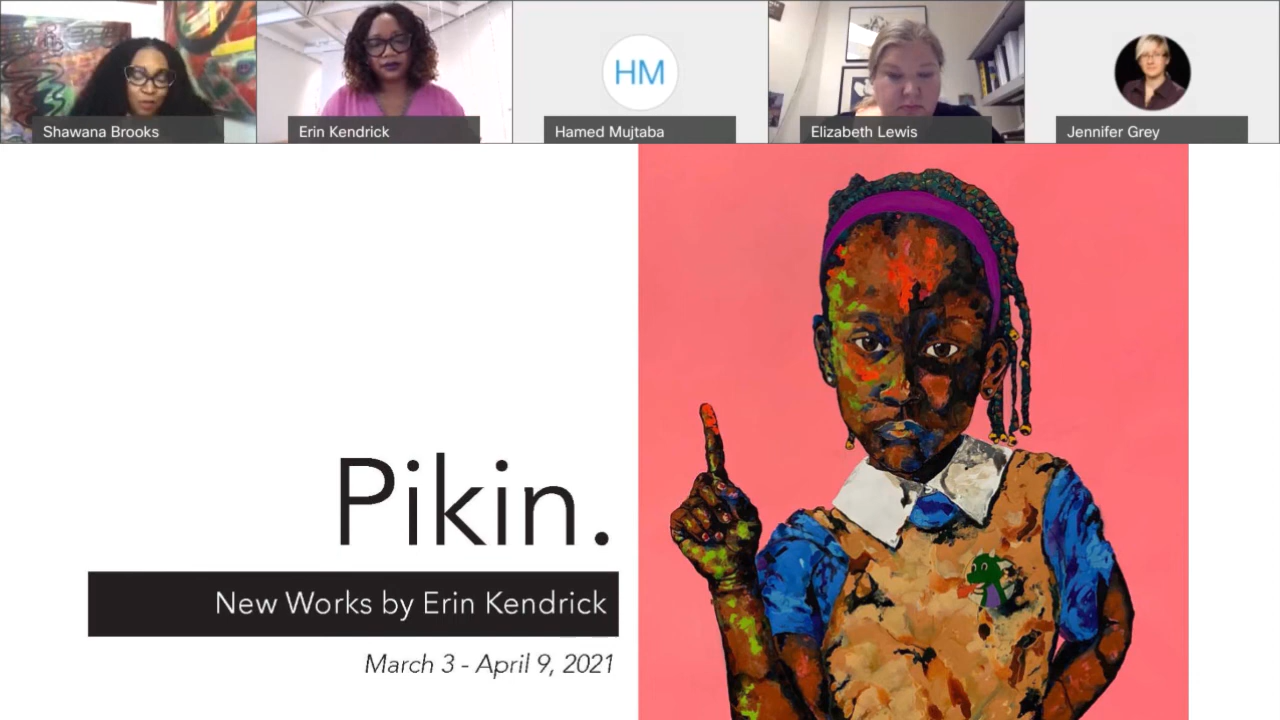 Shawana Brooks
Erin Kendrick
HM
Hamed Mujtaba
Elizabeth Lewis
Jennifer Grey
Pikin.
New Works by Erin Kendrick
March 3 - April 9, 2021